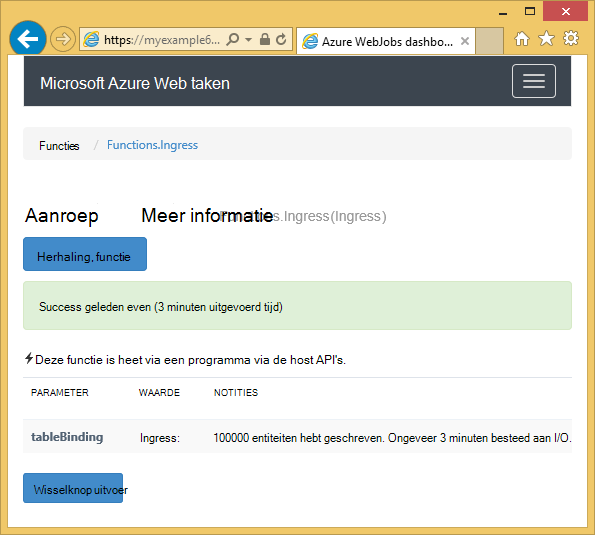 https://myexample6...
Azure WebJobs dashbo...
Microsoft Azure Web taken
Functies / Functions.Ingress
Aanroep Meer informatie .Ingress(Ingress)
Herhaling, functie
Success geleden even (3 minuten uitgevoerd tijd)
Deze functie is heet via een programma via de host API's.
PARAMETER WAARDE NOTITIES
tableBinding Ingress: 100000 entiteiten hebt geschreven. Ongeveer 3 minuten besteed aan I/O.
Wisselknop uitvoer